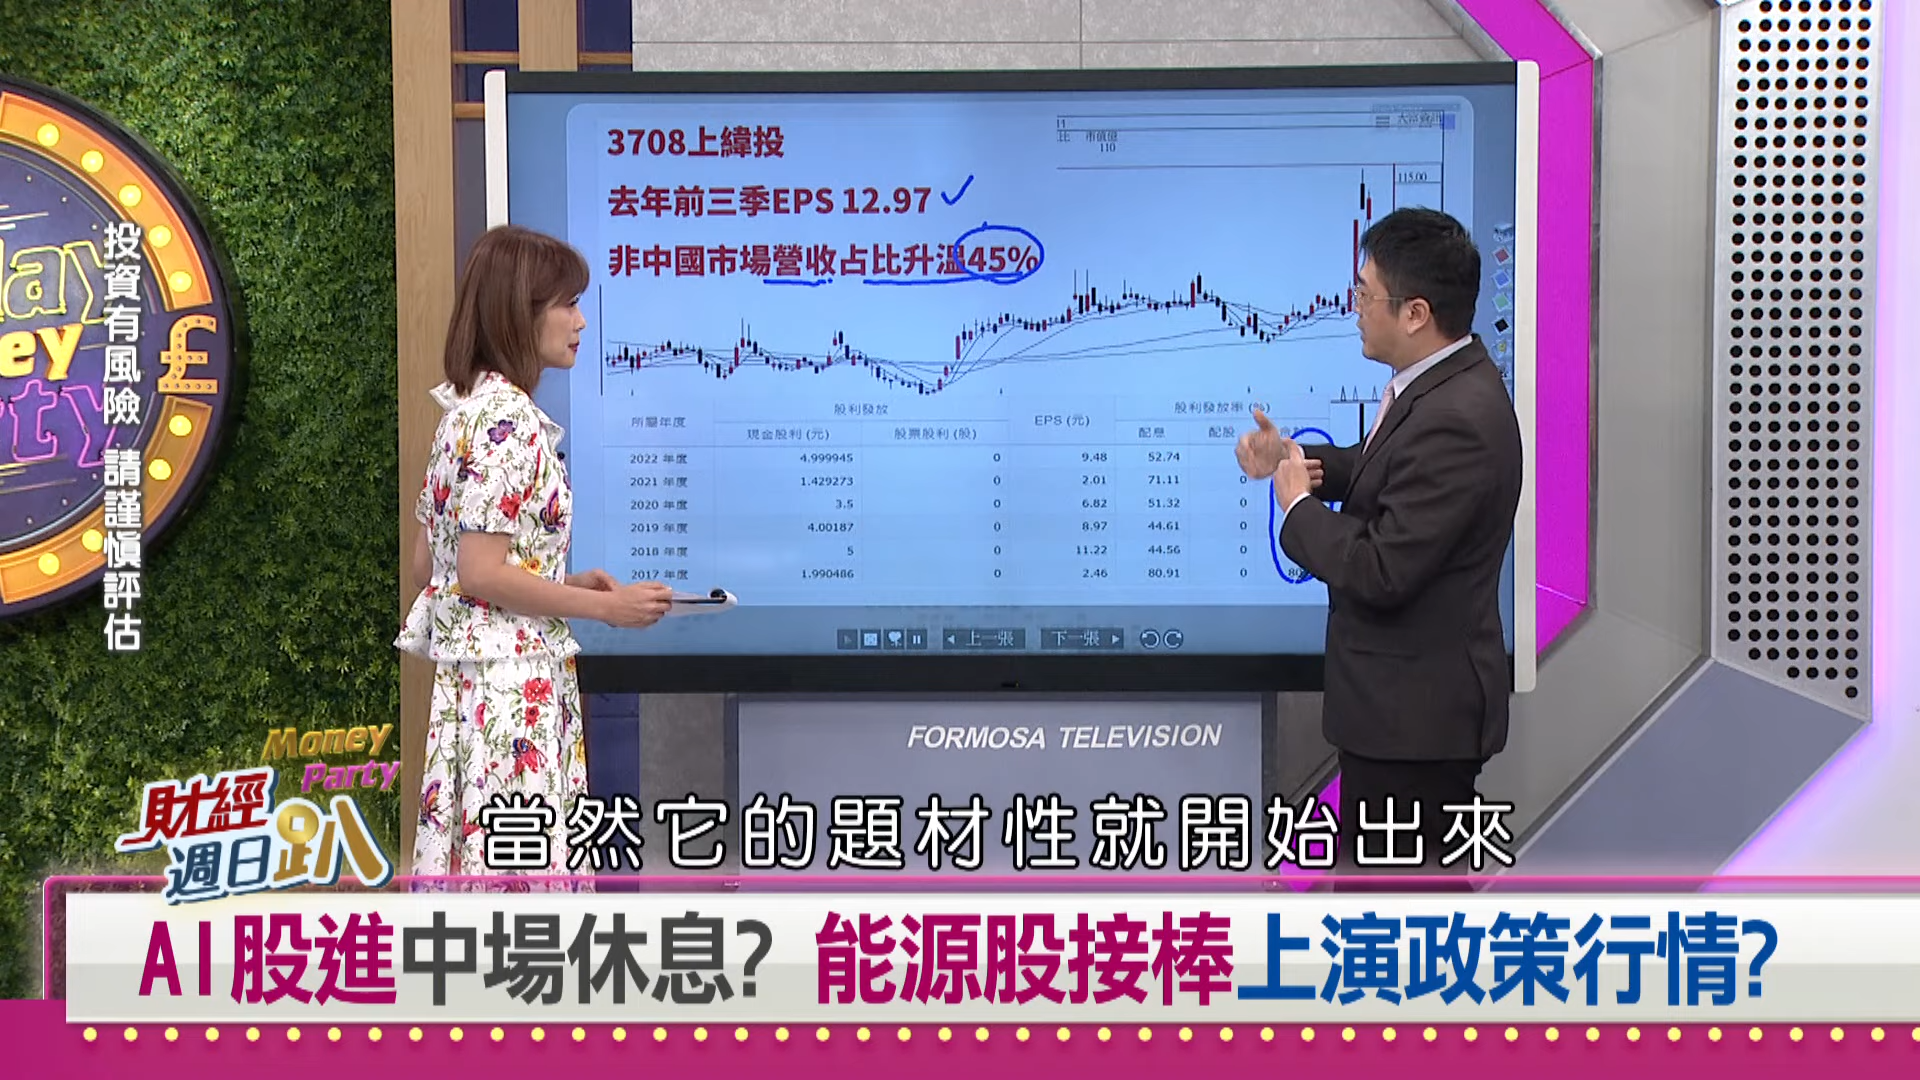 投資有風險 請謹慎評估
3708上緯投
去年前三季EPS 12.97
非中國市場營收占比升溫45%
市值億
110
115.00
所屬年度 股利發放 EPS (元) 股利發放率 (%)
現金股利 (元) 股票股利 (股) 配息 配股
2022 年度 4.999945 0 9.48 52.74
2021 年度 1.429273 0 2.01 71.11 0
2020 年度 3.5 0 6.82 51.32 0
2019 年度 4.00187 0 8.97 44.61 0
2018 年度 5 0 11.22 44.56 0
2017 年度 1.990486 0 2.46 80.91 0
上一張 下一張
FORMOSA TELEVISION
Money
Party
財經
週日趴
當然它的題材性就開始出來
AI股進中場休息? 能源股接棒上演政策行情?